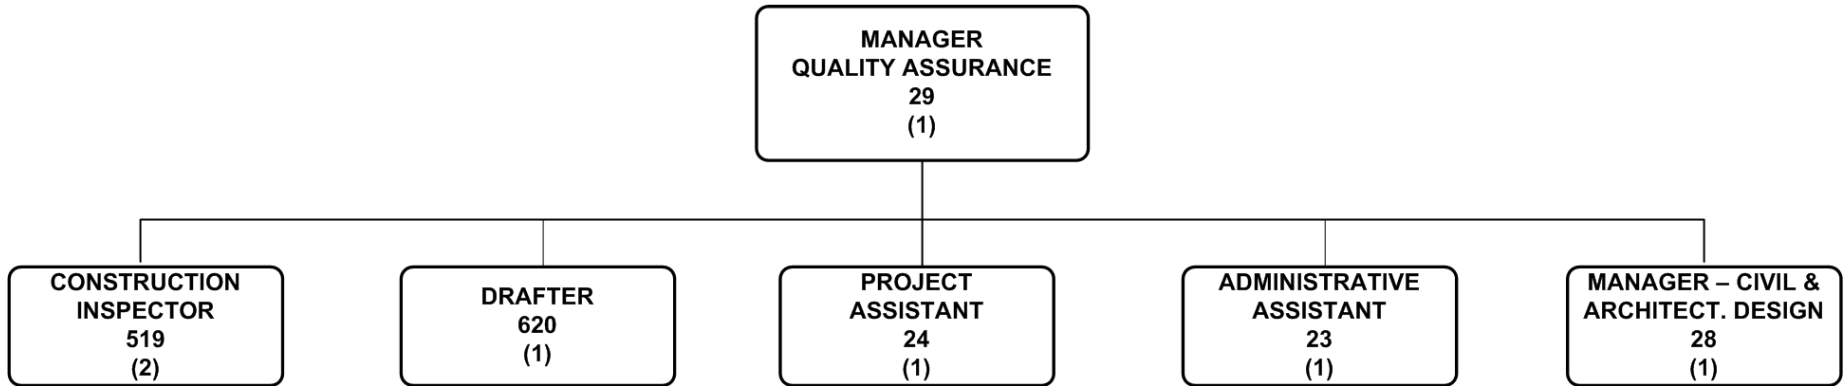 MANAGER
QUALITY ASSURANCE
29
(1)
CONSTRUCTION
INSPECTOR
519
(2)
DRAFTER
620
(1)
PROJECT
ASSISTANT
24
(1)
ADMINISTRATIVE
ASSISTANT
23
(1)
MANAGER – CIVIL &
ARCHITECT. DESIGN
28
(1)